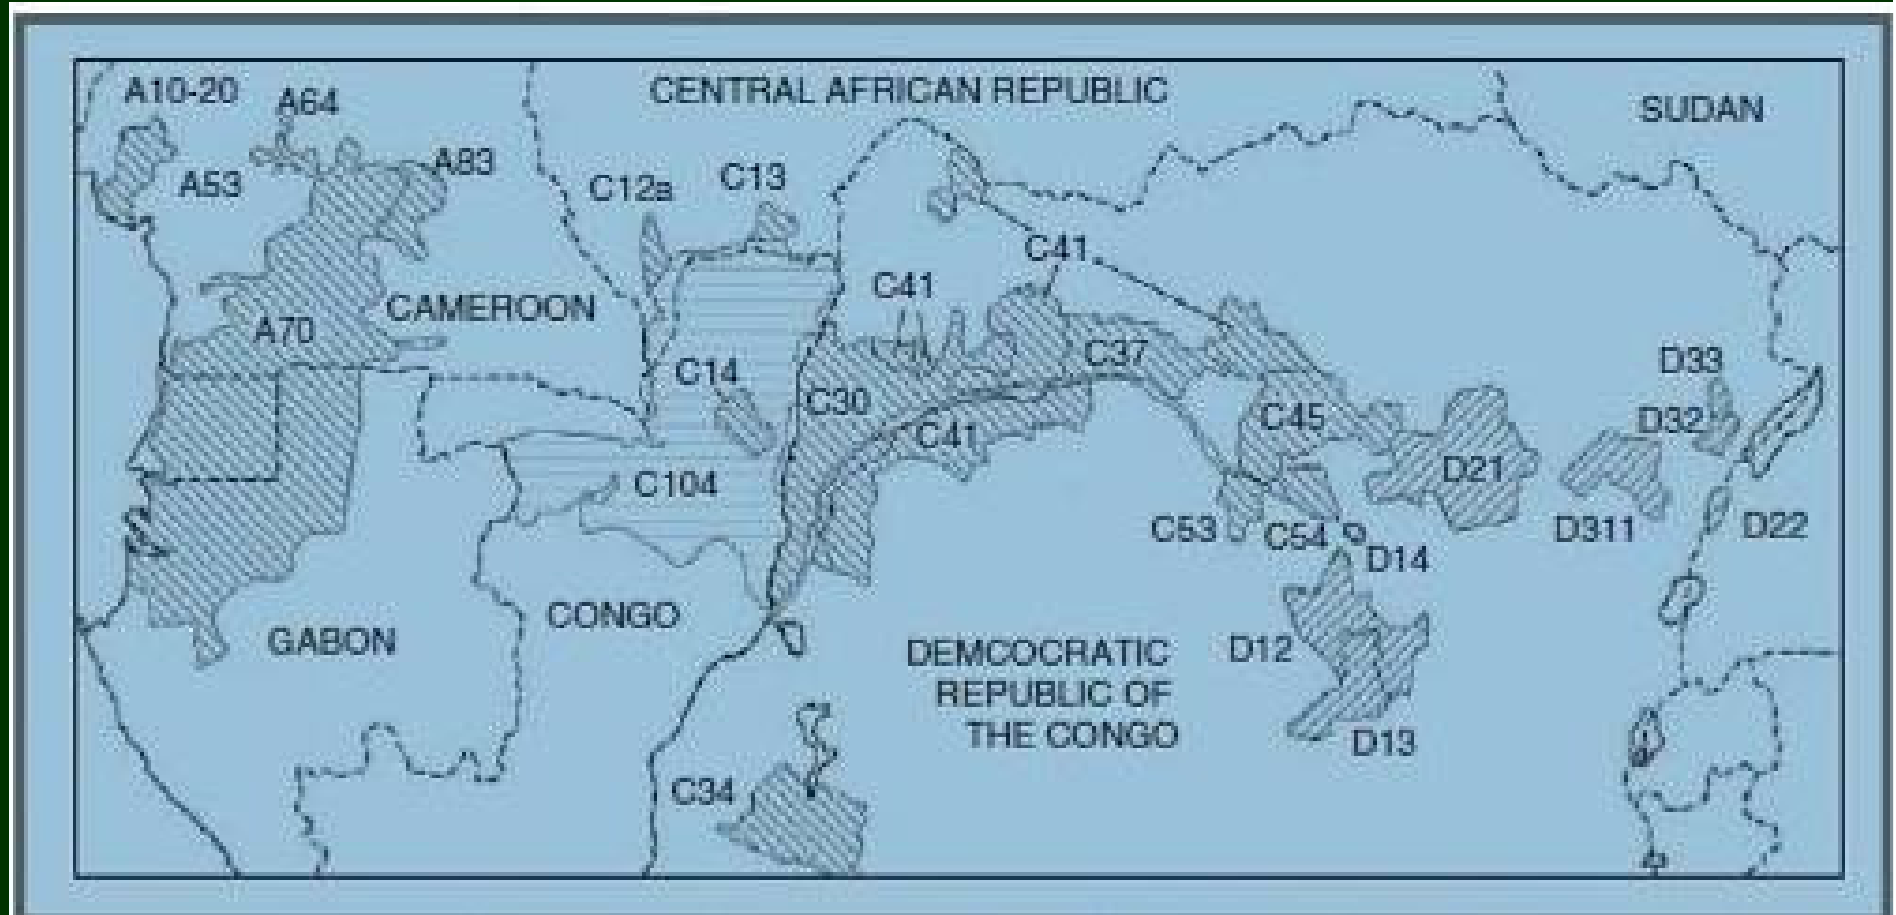 A10-20
A64
CENTRAL AFRICAN REPUBLIC
SUDAN
A53
A83
C12a
C13
C41
C41
CAMEROON
A70
C14
C37
C30
C41
C45
D33
D32
D21
C104
C53
C54
D14
D311
D22
GABON
CONGO
DEMCOCRATIC
REPUBLIC OF
THE CONGO
D12
D13
C34